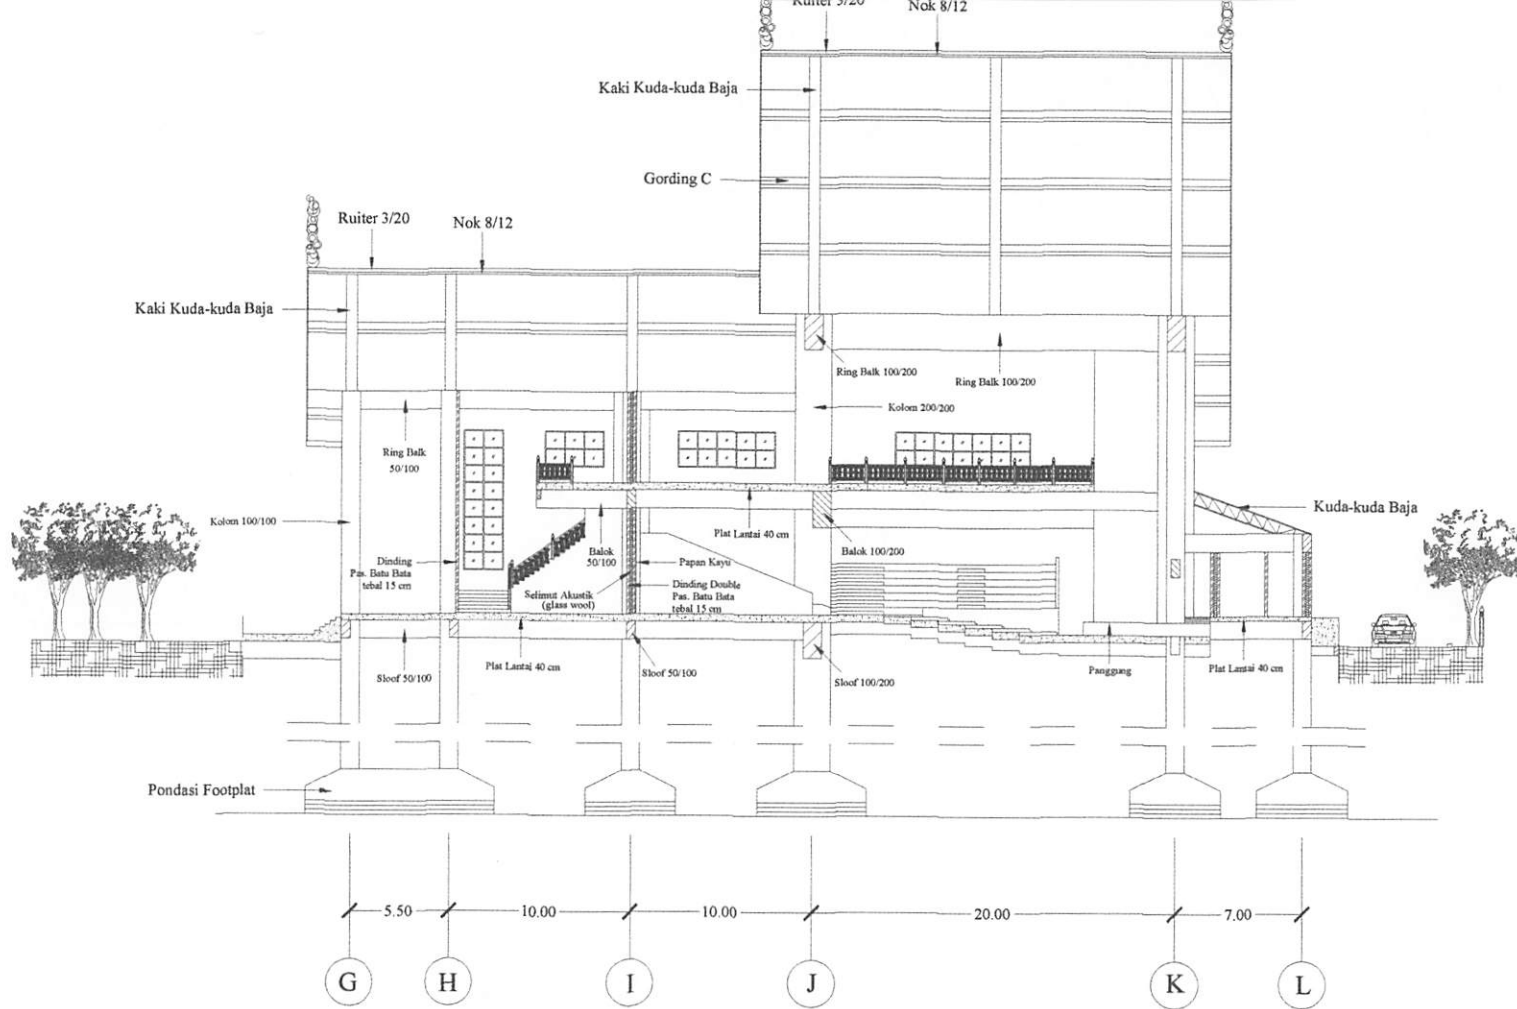 Ruiter 3/20
Nok 8/12
Kaki Kuda-kuda Baja
Gording C
Ruiter 3/20
Nok 8/12
Kaki Kuda-kuda Baja
Ring Balk 100/200
Ring Balk 100/200
Kolom 200/200
Ring Balk
50/100
Kolom 100/100
Kuda-kuda Baja
Plat Lantai 40 cm
Balok
50/100
Balok 100/200
Dinding
Pas. Batu Bata
tebal 15 cm
Papan Kayu
Selimut Akustik
(glass wool)
Dinding Double
Pas. Batu Bata
tebal 15 cm
Sloof 50/100
Plat Lantai 40 cm
Sloof 50/100
Sloof 100/200
Panggung
Plat Lantai 40 cm
Pondasi Footplat
5.50
10.00
10.00
20.00
7.00
G
H
I
J
K
L